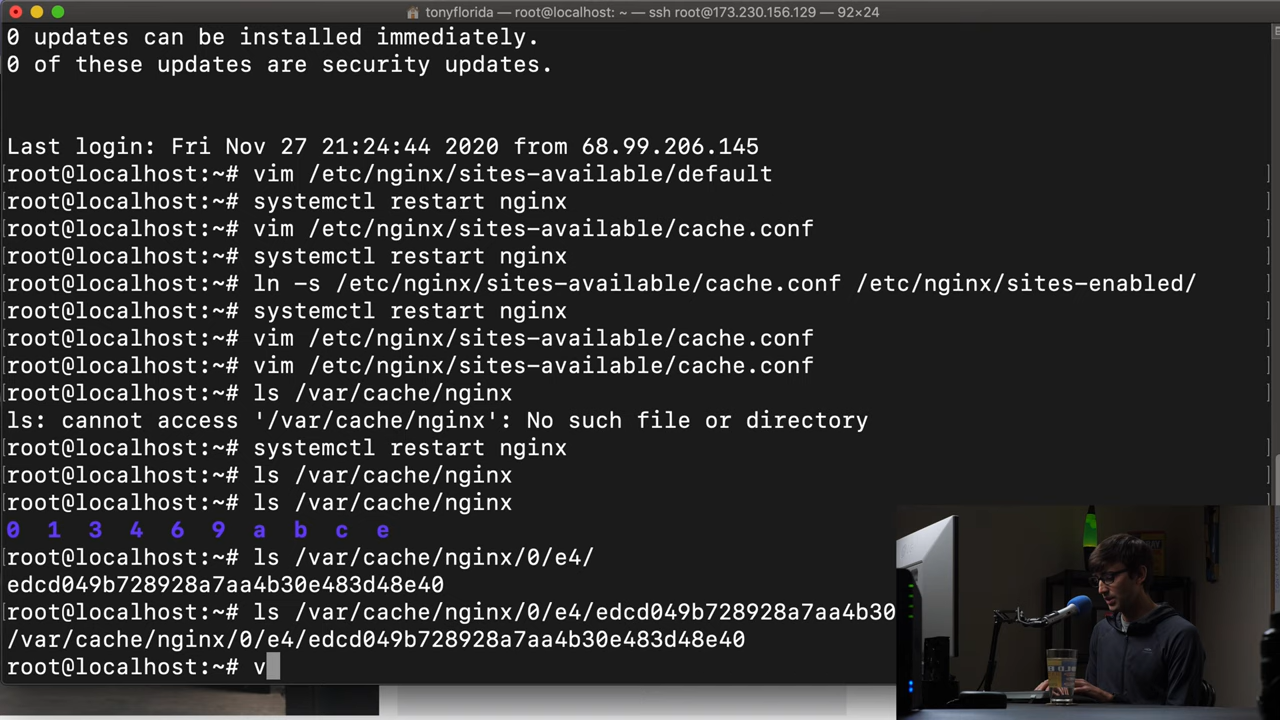 tonyflorida — root@localhost: ~ — ssh root@173.230.156.129 — 92×24
0 updates can be installed immediately.
0 of these updates are security updates.
Last login: Fri Nov 27 21:24:44 2020 from 68.99.206.145
root@localhost:~# vim /etc/nginx/sites-available/default
root@localhost:~# systemctl restart nginx
root@localhost:~# vim /etc/nginx/sites-available/cache.conf
root@localhost:~# systemctl restart nginx
root@localhost:~# ln -s /etc/nginx/sites-available/cache.conf /etc/nginx/sites-enabled/
root@localhost:~# systemctl restart nginx
root@localhost:~# vim /etc/nginx/sites-available/cache.conf
root@localhost:~# vim /etc/nginx/sites-available/cache.conf
root@localhost:~# ls /var/cache/nginx
ls: cannot access '/var/cache/nginx': No such file or directory
root@localhost:~# systemctl restart nginx
root@localhost:~# ls /var/cache/nginx
root@localhost:~# ls /var/cache/nginx
0 1 3 4 6 9 a b c e
root@localhost:~# ls /var/cache/nginx/0/e4/
edcd049b728928a7aa4b30e483d48e40
root@localhost:~# ls /var/cache/nginx/0/e4/edcd049b728928a7aa4b30
/var/cache/nginx/0/e4/edcd049b728928a7aa4b30e483d48e40
root@localhost:~# v